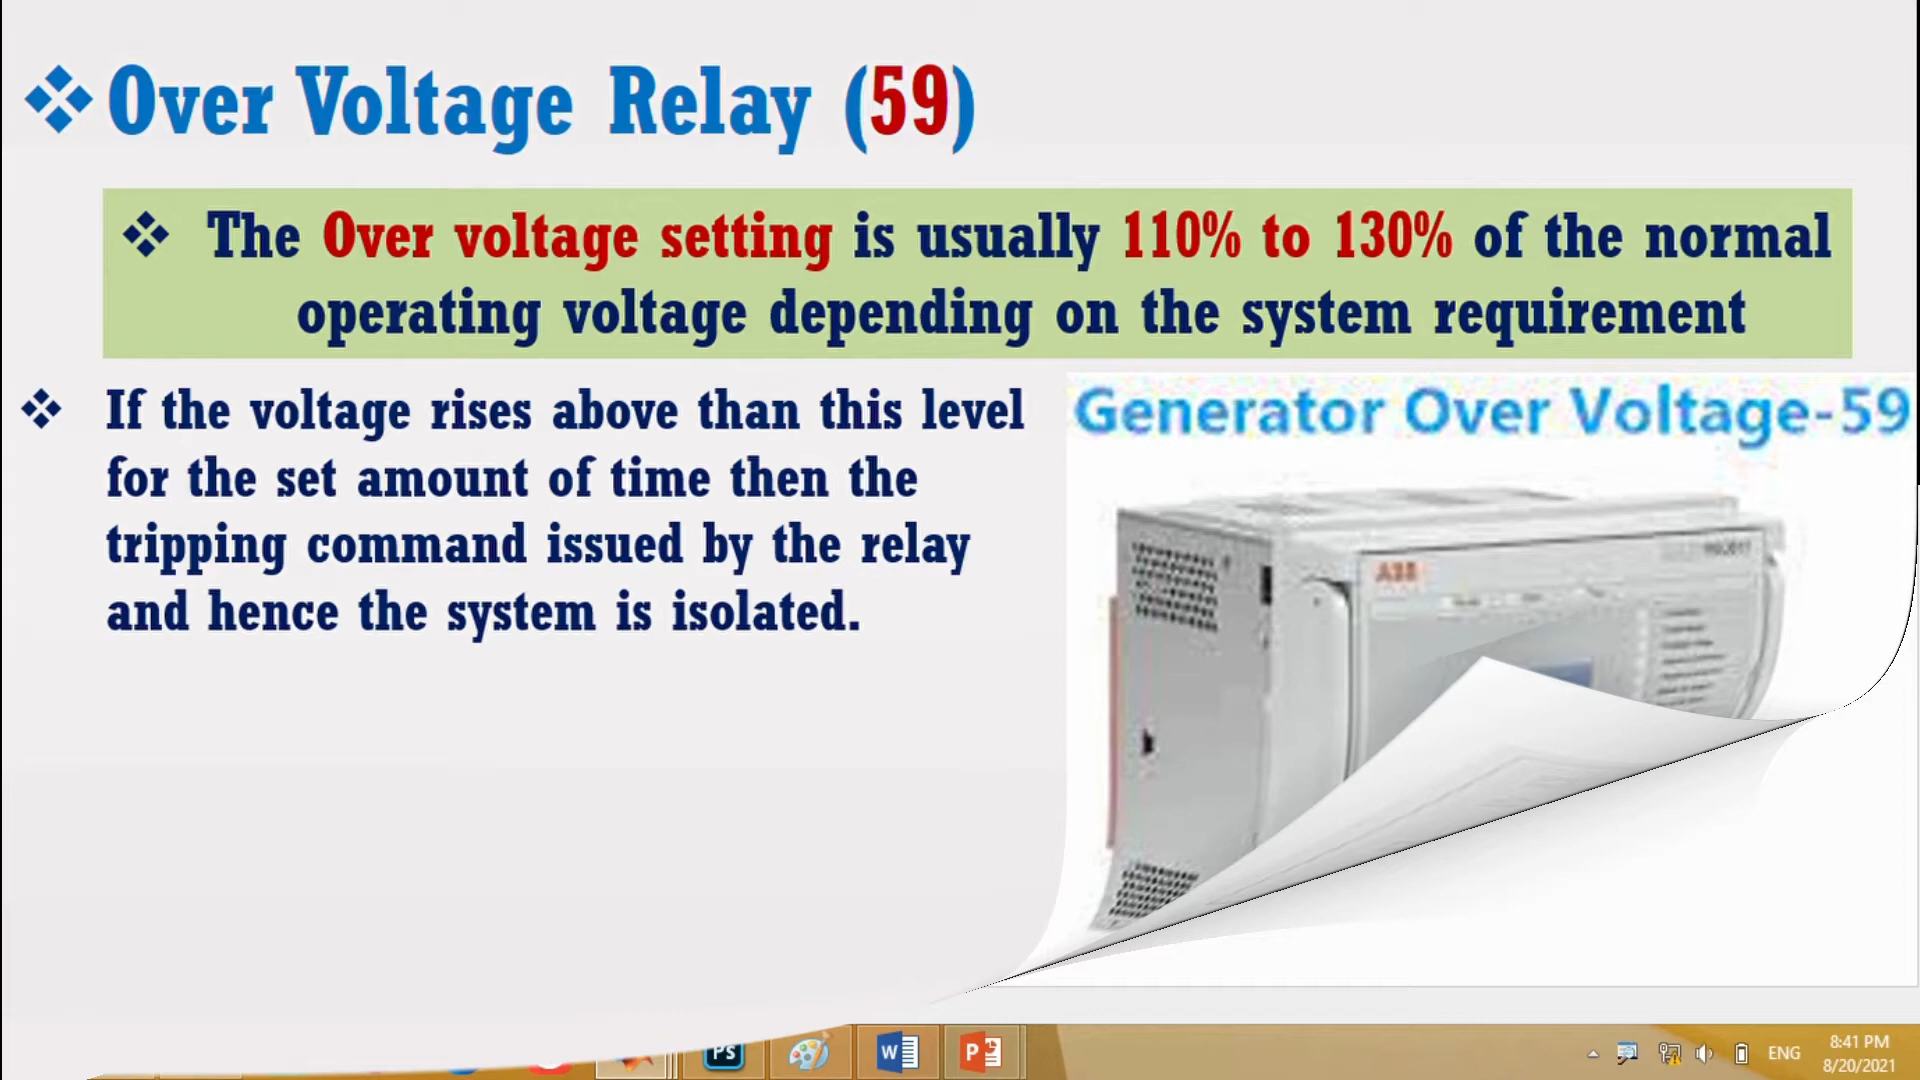 ❖ Over Voltage Relay (59)
❖ The Over voltage setting is usually 110% to 130% of the normal
operating voltage depending on the system requirement
❖ If the voltage rises above than this level
for the set amount of time then the
tripping command issued by the relay
and hence the system is isolated.
Generator Over Voltage-59
ABB
Ps
W
P
ENG
8:41 PM
8/20/2021